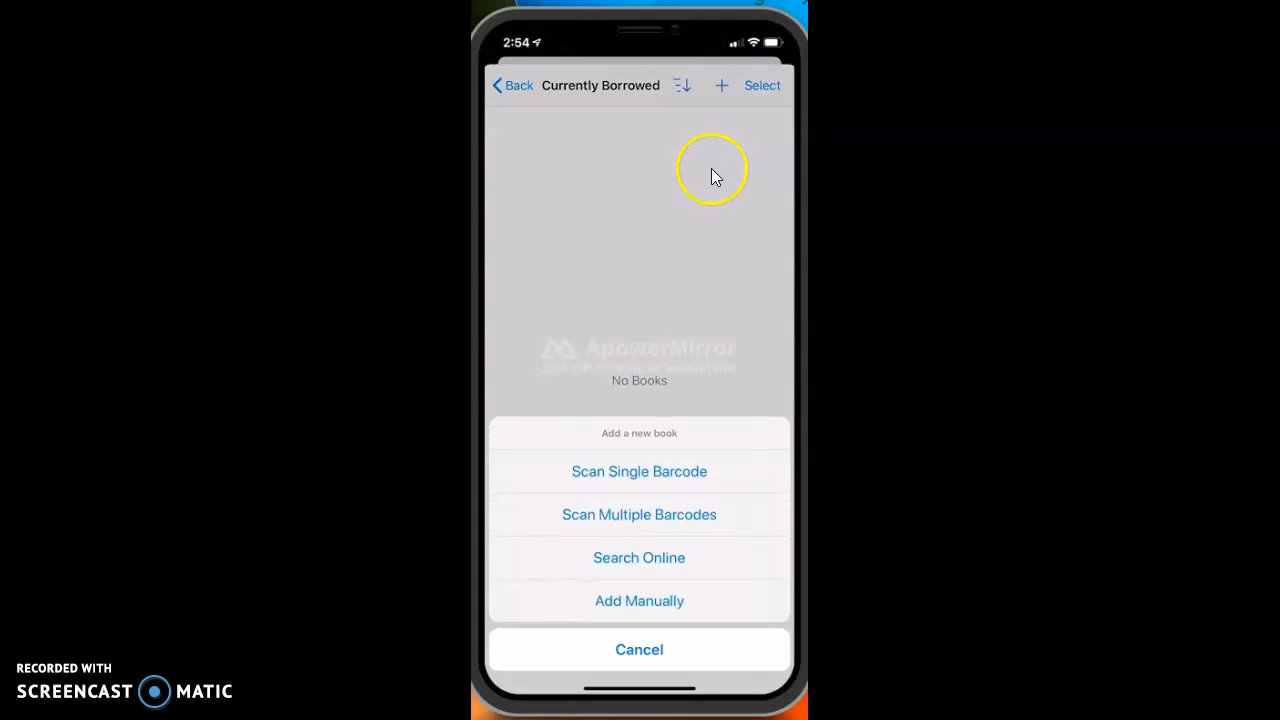 2:54
Back Currently Borrowed + Select
ApowerMirror
No Books
Add a new book
Scan Single Barcode
Scan Multiple Barcodes
Search Online
Add Manually
Cancel
RECORDED WITH
SCREENCAST MATIC